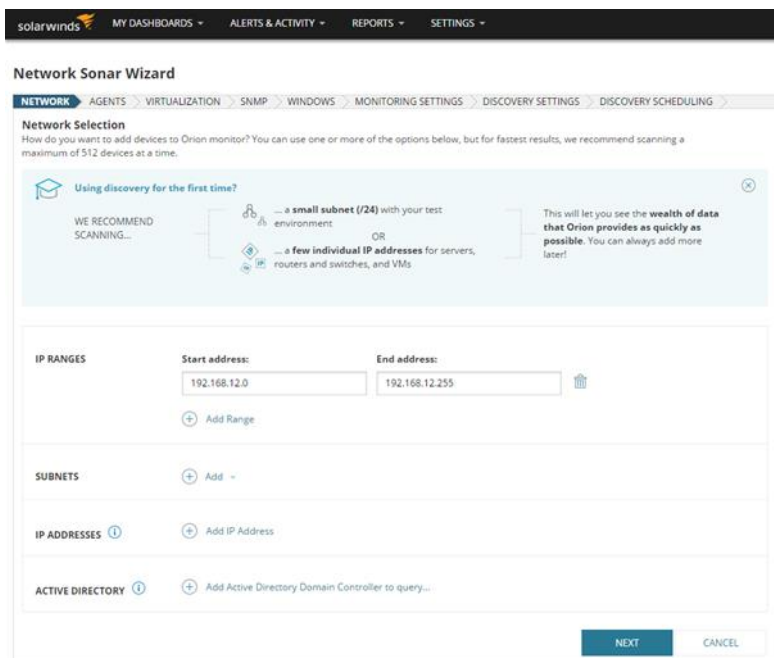 solarwinds MY DASHBOARDS ALERTS & ACTIVITY REPORTS SETTINGS
Network Sonar Wizard
NETWORK AGENTS VIRTUALIZATION SNMP WINDOWS MONITORING SETTINGS DISCOVERY SETTINGS DISCOVERY SCHEDULING
Network Selection
How do you want to add devices to Orion monitor? You can use one or more of the options below, but for fastest results, we recommend scanning a
maximum of 512 devices at a time.
Using discovery for the first time?
WE RECOMMEND
SCANNING...
... a small subnet (/24) with your test
environment
OR
... a few individual IP addresses for servers,
routers and switches, and VMs
IP
This will let you see the wealth of data
that Orion provides as quickly as
possible. You can always add more
later!
IP RANGES
Start address: End address:
192.168.12.0 192.168.12.255
Add Range
SUBNETS Add
IP ADDRESSES Add IP Address
ACTIVE DIRECTORY Add Active Directory Domain Controller to query...
NEXT CANCEL